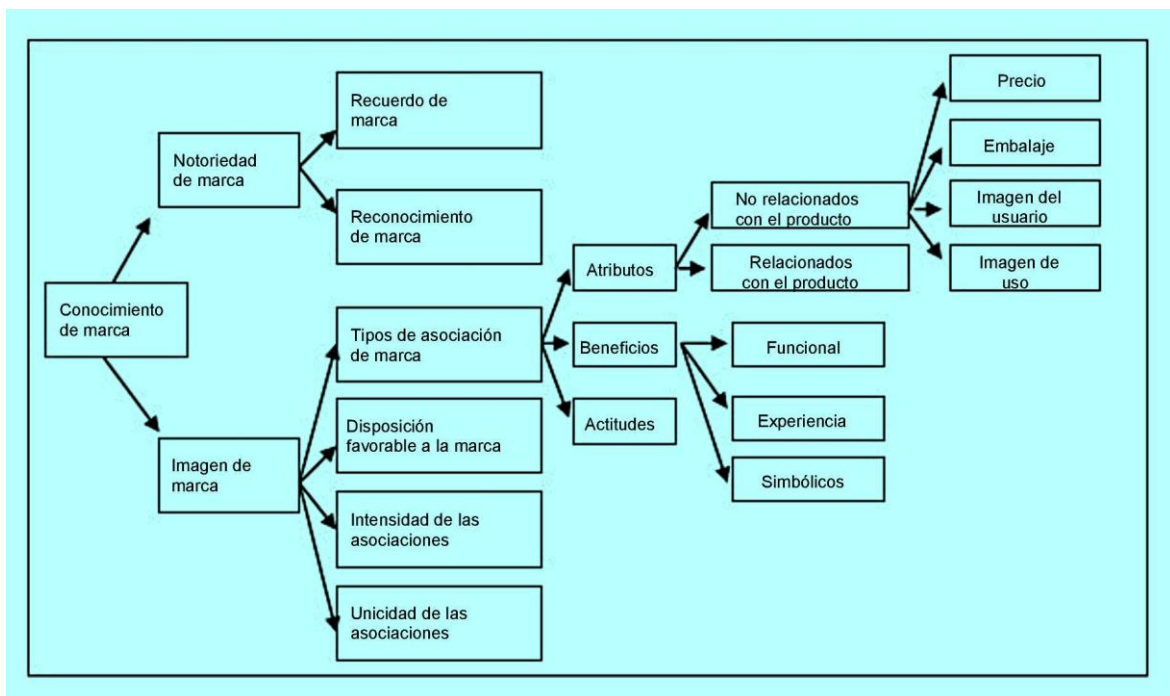 Conocimiento
de marca
Notoriedad
de marca
Recuerdo de
marca
Reconocimiento
de marca
Imagen de
marca
Tipos de asociación
de marca
Disposición
favorable a la marca
Intensidad de las
asociaciones
Unicidad de las
asociaciones
Atributos
Beneficios
Actitudes
No relacionados
con el producto
Relacionados
con el producto
Precio
Embalaje
Imagen del
usuario
Imagen de
uso
Funcional
Experiencia
Simbólicos